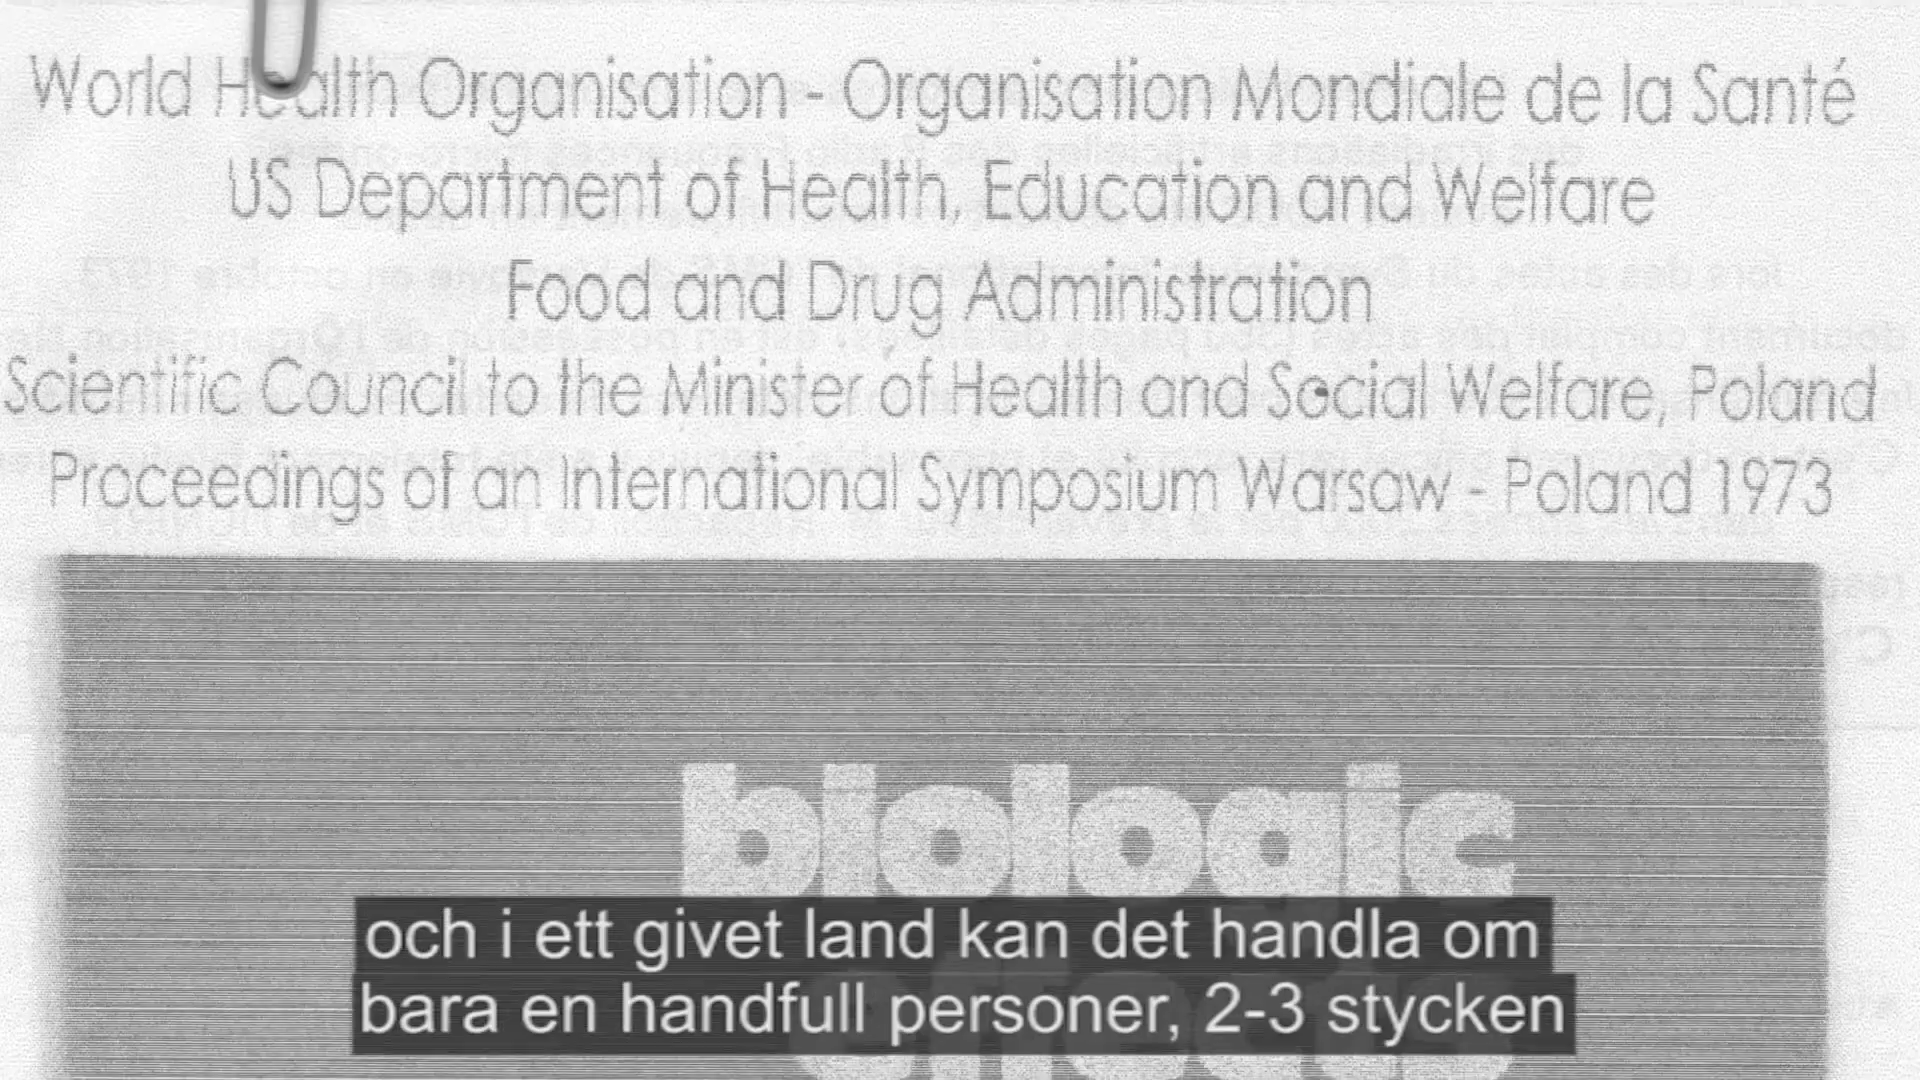 World Health Organisation - Organisation Mondiale de la Santé
US Department of Health, Education and Welfare
Food and Drug Administration
Scientific Council to the Minister of Health and Social Welfare, Poland
Proceedings of an International Symposium Warsaw - Poland 1973
biologic
effects
och i ett givet land kan det handla om
bara en handfull personer, 2-3 stycken